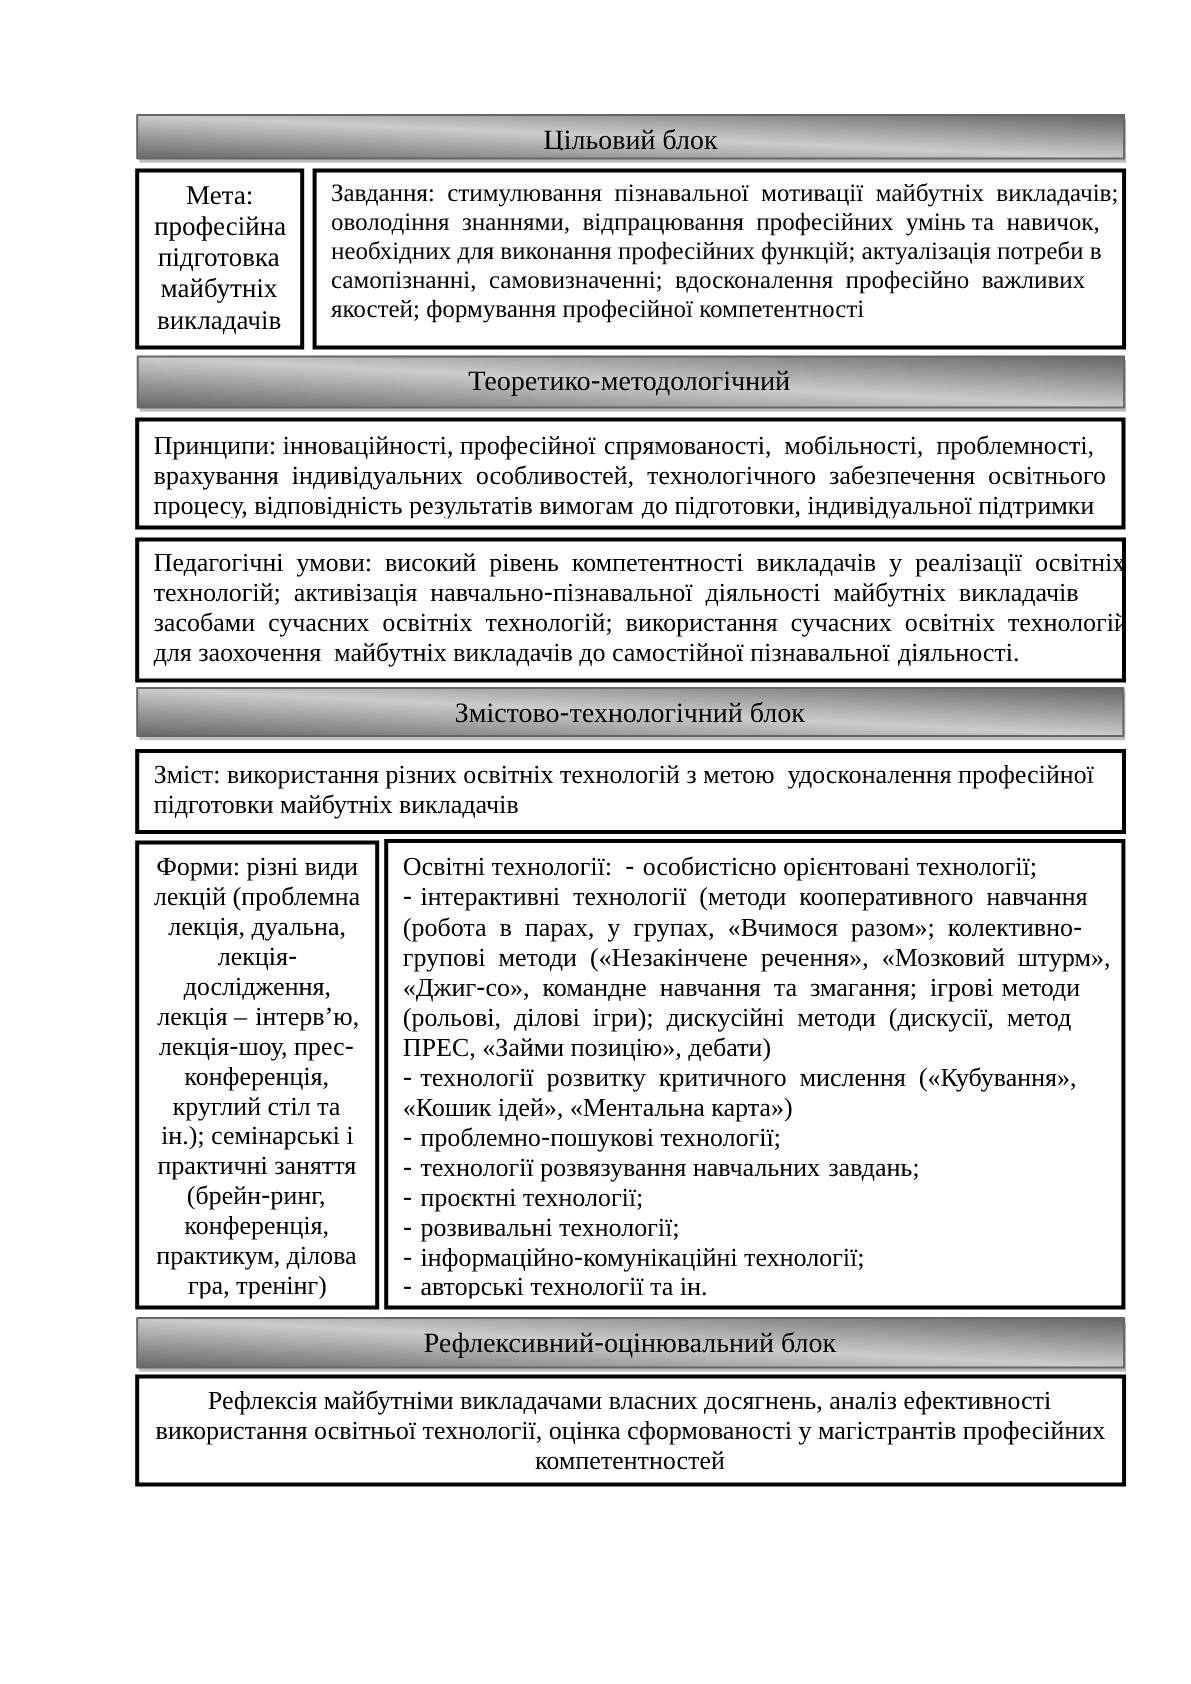 Цільовий блок
Мета:
професійна
підготовка
майбутніх
викладачів
Завдання: стимулювання пізнавальної мотивації майбутніх викладачів;
оволодіння знаннями, відпрацювання професійних умінь та навичок,
необхідних для виконання професійних функцій; актуалізація потреби в
самопізнанні, самовизначенні; вдосконалення професійно важливих
якостей; формування професійної компетентності
Теоретико-методологічний
Принципи: інноваційності, професійної спрямованості, мобільності, проблемності,
врахування індивідуальних особливостей, технологічного забезпечення освітнього
процесу, відповідність результатів вимогам до підготовки, індивідуальної підтримки
Педагогічні умови: високий рівень компетентності викладачів у реалізації освітніх
технологій; активізація навчально-пізнавальної діяльності майбутніх викладачів
засобами сучасних освітніх технологій; використання сучасних освітніх технологій
для заохочення майбутніх викладачів до самостійної пізнавальної діяльності.
Змістово-технологічний блок
Зміст: використання різних освітніх технологій з метою удосконалення професійної
підготовки майбутніх викладачів
Форми: різні види
лекцій (проблемна
лекція, дуальна,
лекція-
дослідження,
лекція – інтерв’ю,
лекція-шоу, прес-
конференція,
круглий стіл та
ін.); семінарські і
практичні заняття
(брейн-ринг,
конференція,
практикум, ділова
гра, тренінг)
Освітні технології: - особистісно орієнтовані технології;
- інтерактивні технології (методи кооперативного навчання
(робота в парах, у групах, «Вчимося разом»; колективно-
групові методи («Незакінчене речення», «Мозковий штурм»,
«Джиг-со», командне навчання та змагання; ігрові методи
(рольові, ділові ігри); дискусійні методи (дискусії, метод
ПРЕС, «Займи позицію», дебати)
- технології розвитку критичного мислення («Кубування»,
«Кошик ідей», «Ментальна карта»)
- проблемно-пошукові технології;
- технології розвязування навчальних завдань;
- проєктні технології;
- розвивальні технології;
- інформаційно-комунікаційні технології;
- авторські технології та ін.
Рефлексивний-оцінювальний блок
Рефлексія майбутніми викладачами власних досягнень, аналіз ефективності
використання освітньої технології, оцінка сформованості у магістрантів професійних
компетентностей